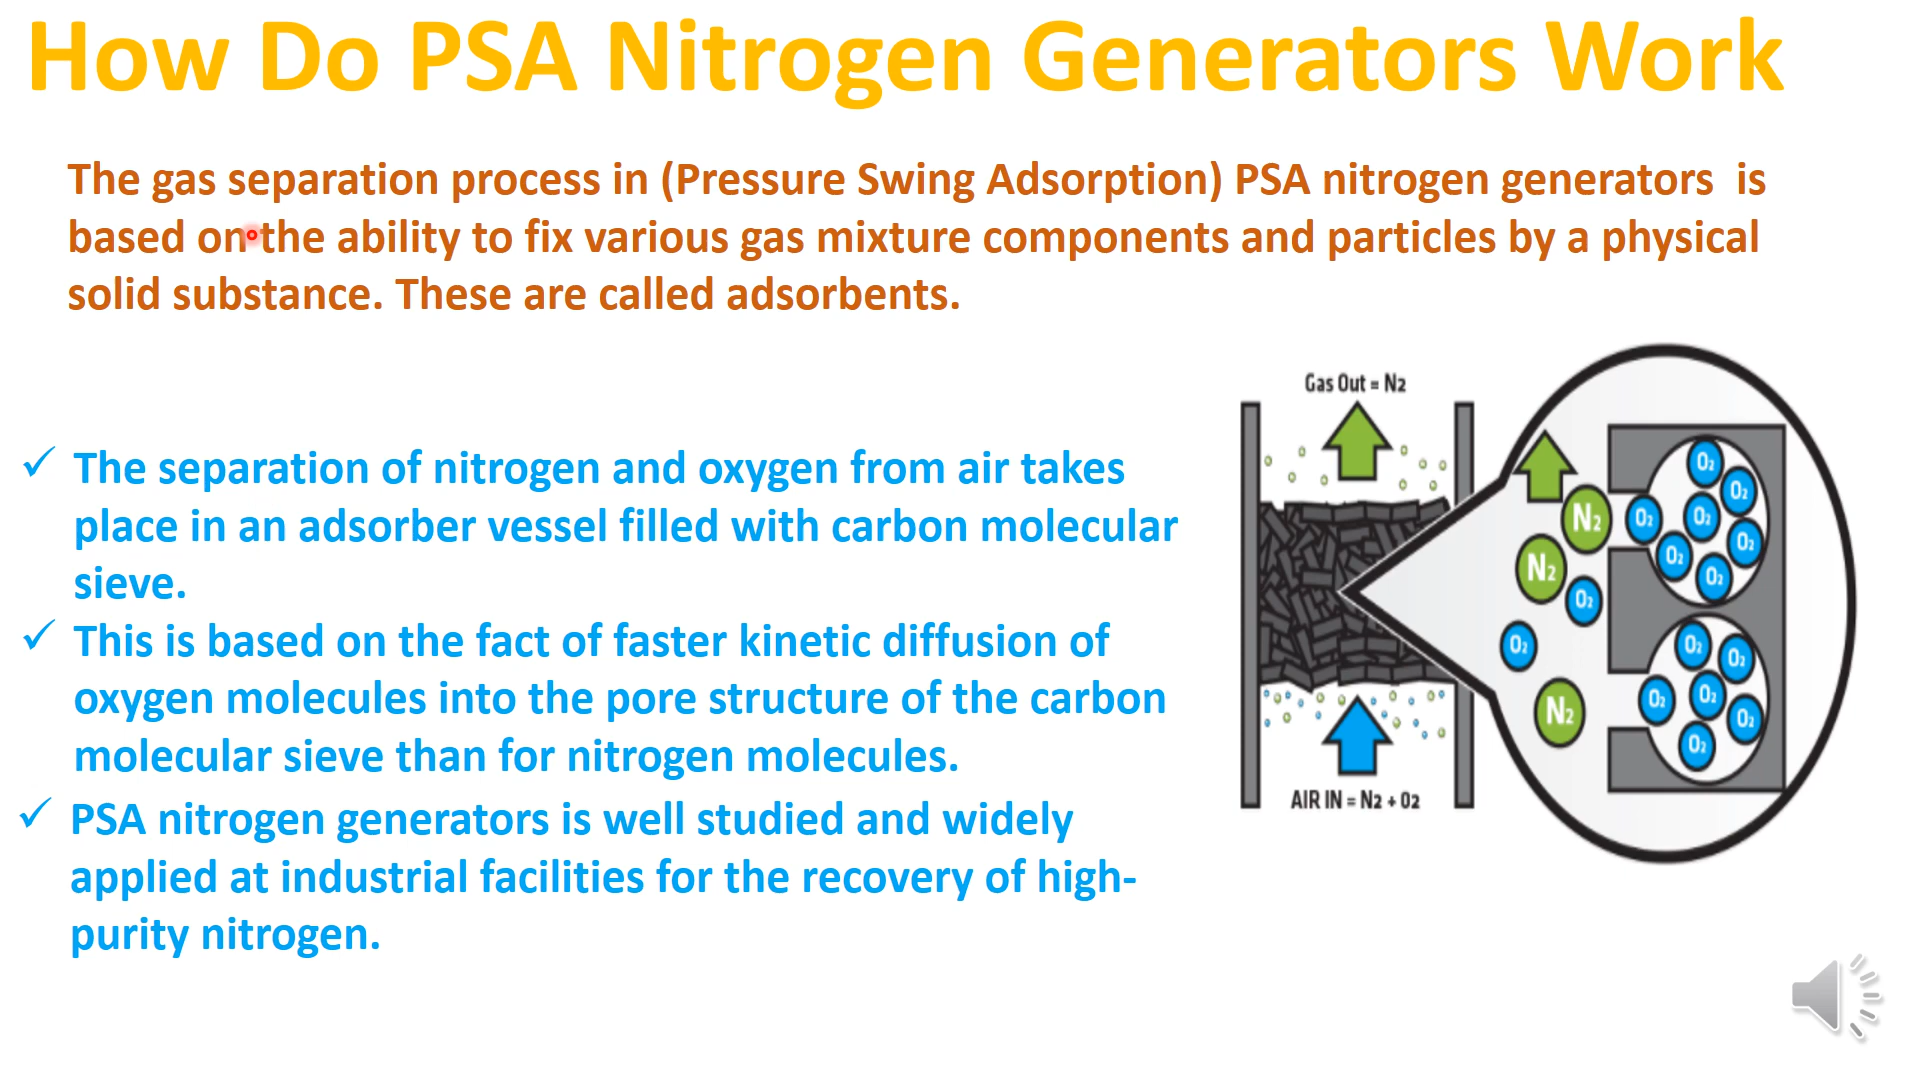 How Do PSA Nitrogen Generators Work
The gas separation process in (Pressure Swing Adsorption) PSA nitrogen generators is
based on the ability to fix various gas mixture components and particles by a physical
solid substance. These are called adsorbents.
✓ The separation of nitrogen and oxygen from air takes
place in an adsorber vessel filled with carbon molecular
sieve.
✓ This is based on the fact of faster kinetic diffusion of
oxygen molecules into the pore structure of the carbon
molecular sieve than for nitrogen molecules.
✓ PSA nitrogen generators is well studied and widely
applied at industrial facilities for the recovery of high-
purity nitrogen.
Gas Out = N2
AIR IN = N2 + O2
O2
O2
N2
O2
O2
O2
O2
N2
O2
O2
O2
O2
O2
O2
O2
N2
O2
O2
O2